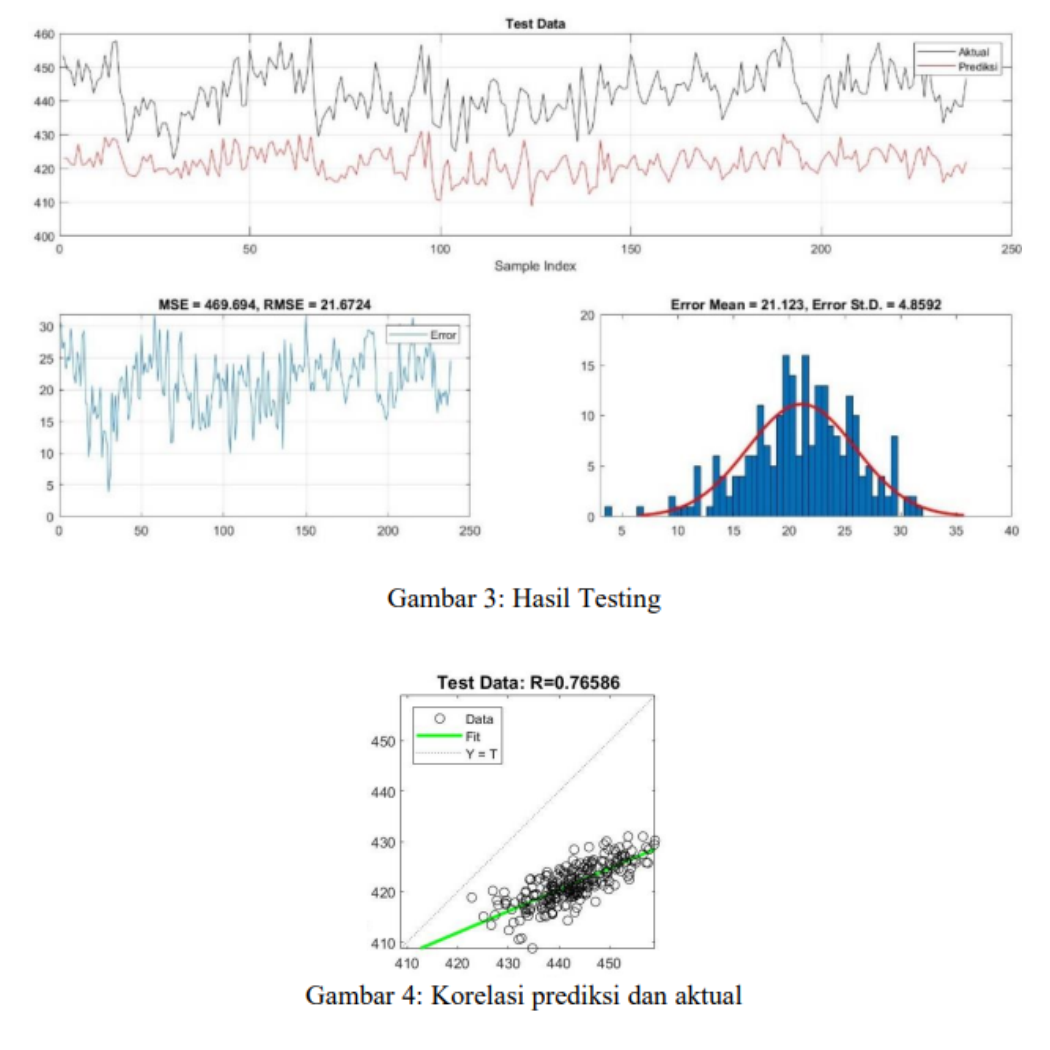 Test Data
460
450
440
430
420
410
400
Aktual
Prediksi
0 50 100 150 200 250
Sample Index
MSE = 469.694, RMSE = 21.6724
30
25
20
15
10
5
0
Error
0 50 100 150 200 250
Error Mean = 21.123, Error St.D. = 4.8592
20
15
10
5
0
5 10 15 20 25 30 35 40
Gambar 3: Hasil Testing
Test Data: R=0.76586
Data
Fit
Y = T
450
440
430
420
410
410 420 430 440 450
Gambar 4: Korelasi prediksi dan aktual